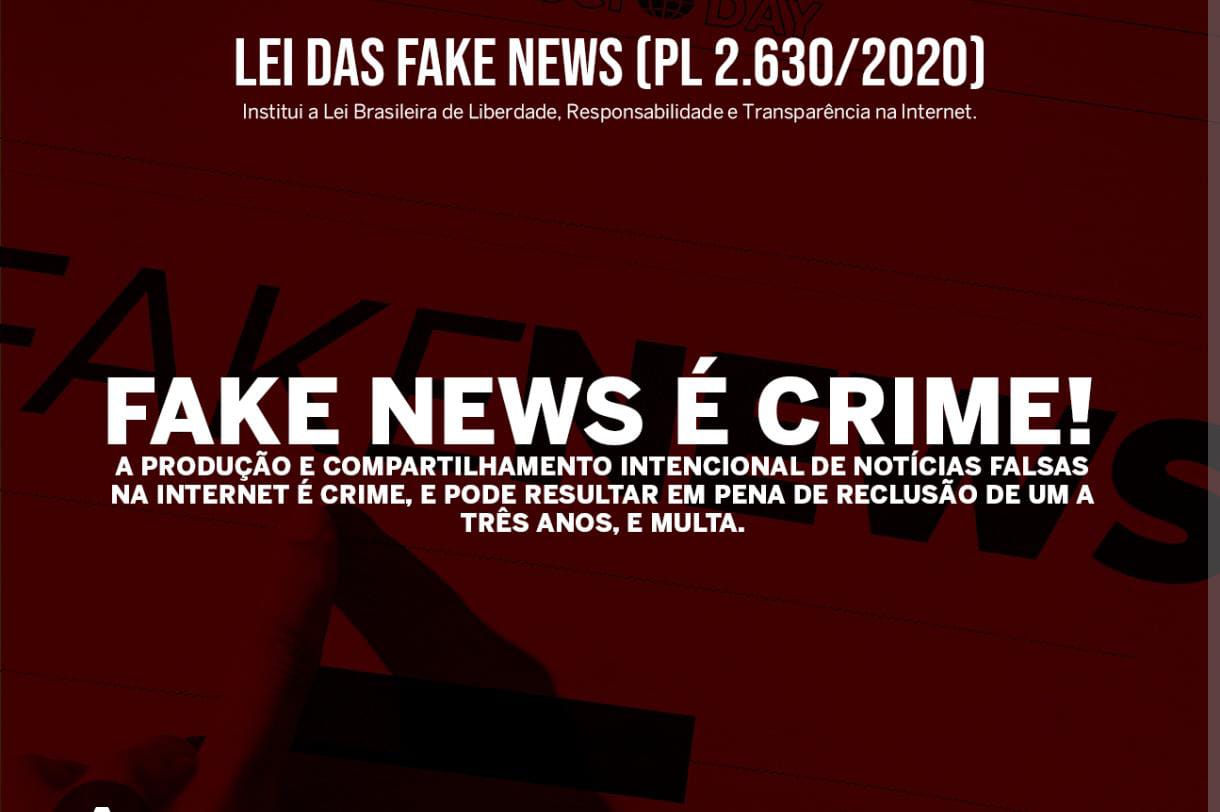 DAY
LEI DAS FAKE NEWS (PL 2.630/2020)
Institui a Lei Brasileira de Liberdade, Responsabilidade e Transparência na Internet.
FAKENEWS
FAKE NEWS É CRIME!
A PRODUÇÃO E COMPARTILHAMENTO INTENCIONAL DE NOTÍCIAS FALSAS
NA INTERNET É CRIME, E PODE RESULTAR EM PENA DE RECLUSÃO DE UM A
TRÊS ANOS, E MULTA.